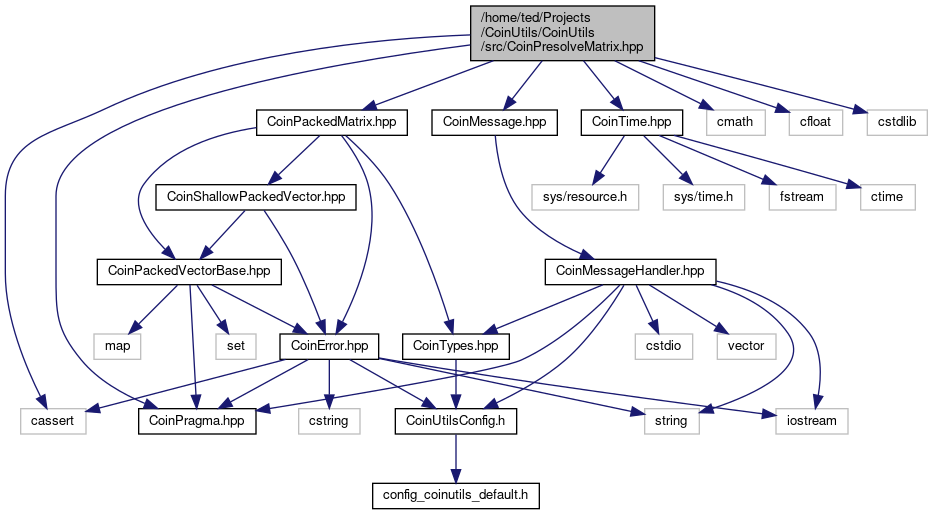 /home/ted/Projects
/CoinUtils/CoinUtils
/src/CoinPresolveMatrix.hpp
CoinPackedMatrix.hpp
CoinMessage.hpp
CoinTime.hpp
cmath
cfloat
cstdlib
CoinShallowPackedVector.hpp
sys/resource.h
sys/time.h
fstream
ctime
CoinPackedVectorBase.hpp
CoinMessageHandler.hpp
map
set
CoinError.hpp
CoinTypes.hpp
cstdio
vector
cassert
CoinPragma.hpp
cstring
CoinUtilsConfig.h
string
iostream
config_coinutils_default.h